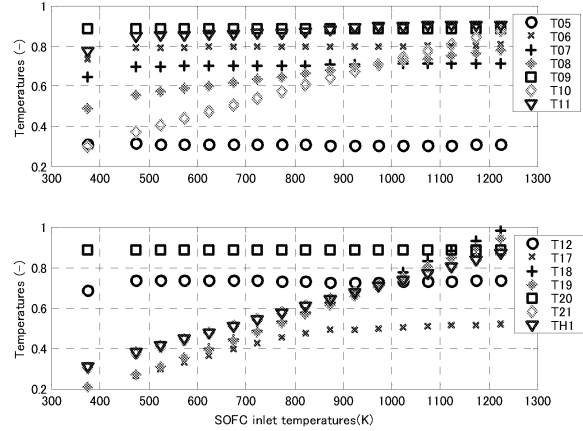 1
0.8
0.6
0.4
0.2
Temperatures (-)
300 400 500 600 700 800 900 1000 1100 1200 1300
T05
T06
T07
T08
T09
T10
T11
1
0.8
0.6
0.4
0.2
Temperatures (-)
300 400 500 600 700 800 900 1000 1100 1200 1300
SOFC inlet temperatures(K)
T12
T17
T18
T19
T20
T21
TH1